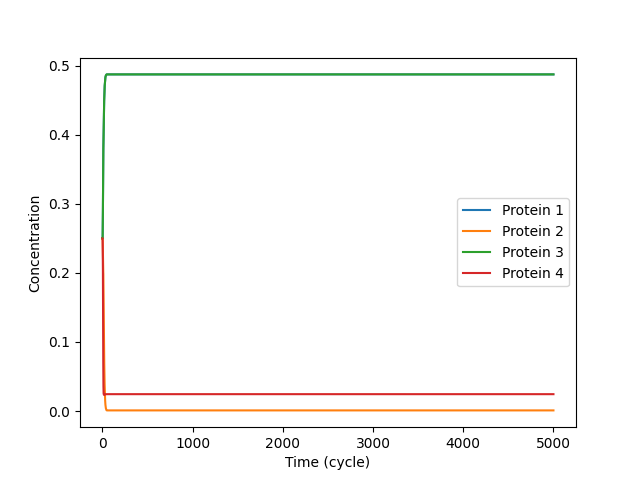 0.5
0.4
0.3
0.2
0.1
0.0
Concentration
Protein 1
Protein 2
Protein 3
Protein 4
0 1000 2000 3000 4000 5000
Time (cycle)